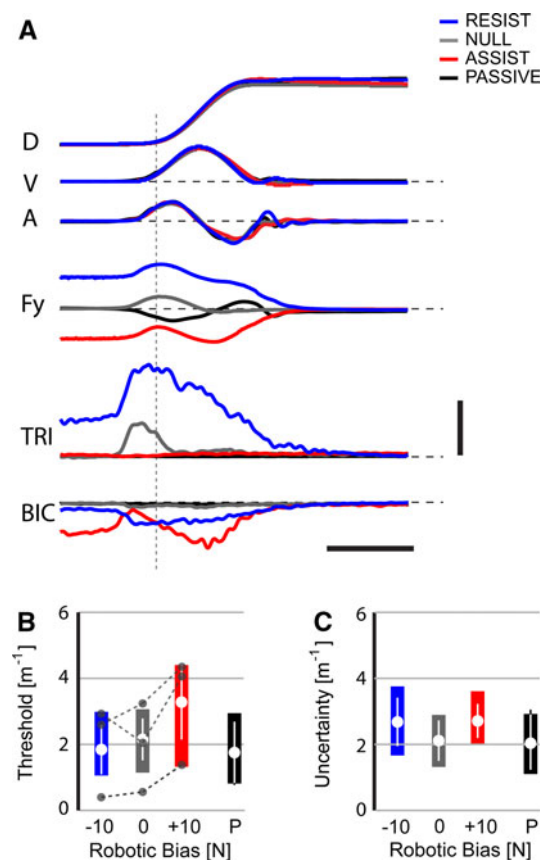 A
RESIST
NULL
ASSIST
PASSIVE
D
V
A
Fy
TRI
BIC
B
6
4
2
0
Threshold [m⁻¹]
-10 0 +10 P
Robotic Bias [N]
C
6
4
2
0
Uncertainty [m⁻¹]
-10 0 +10 P
Robotic Bias [N]